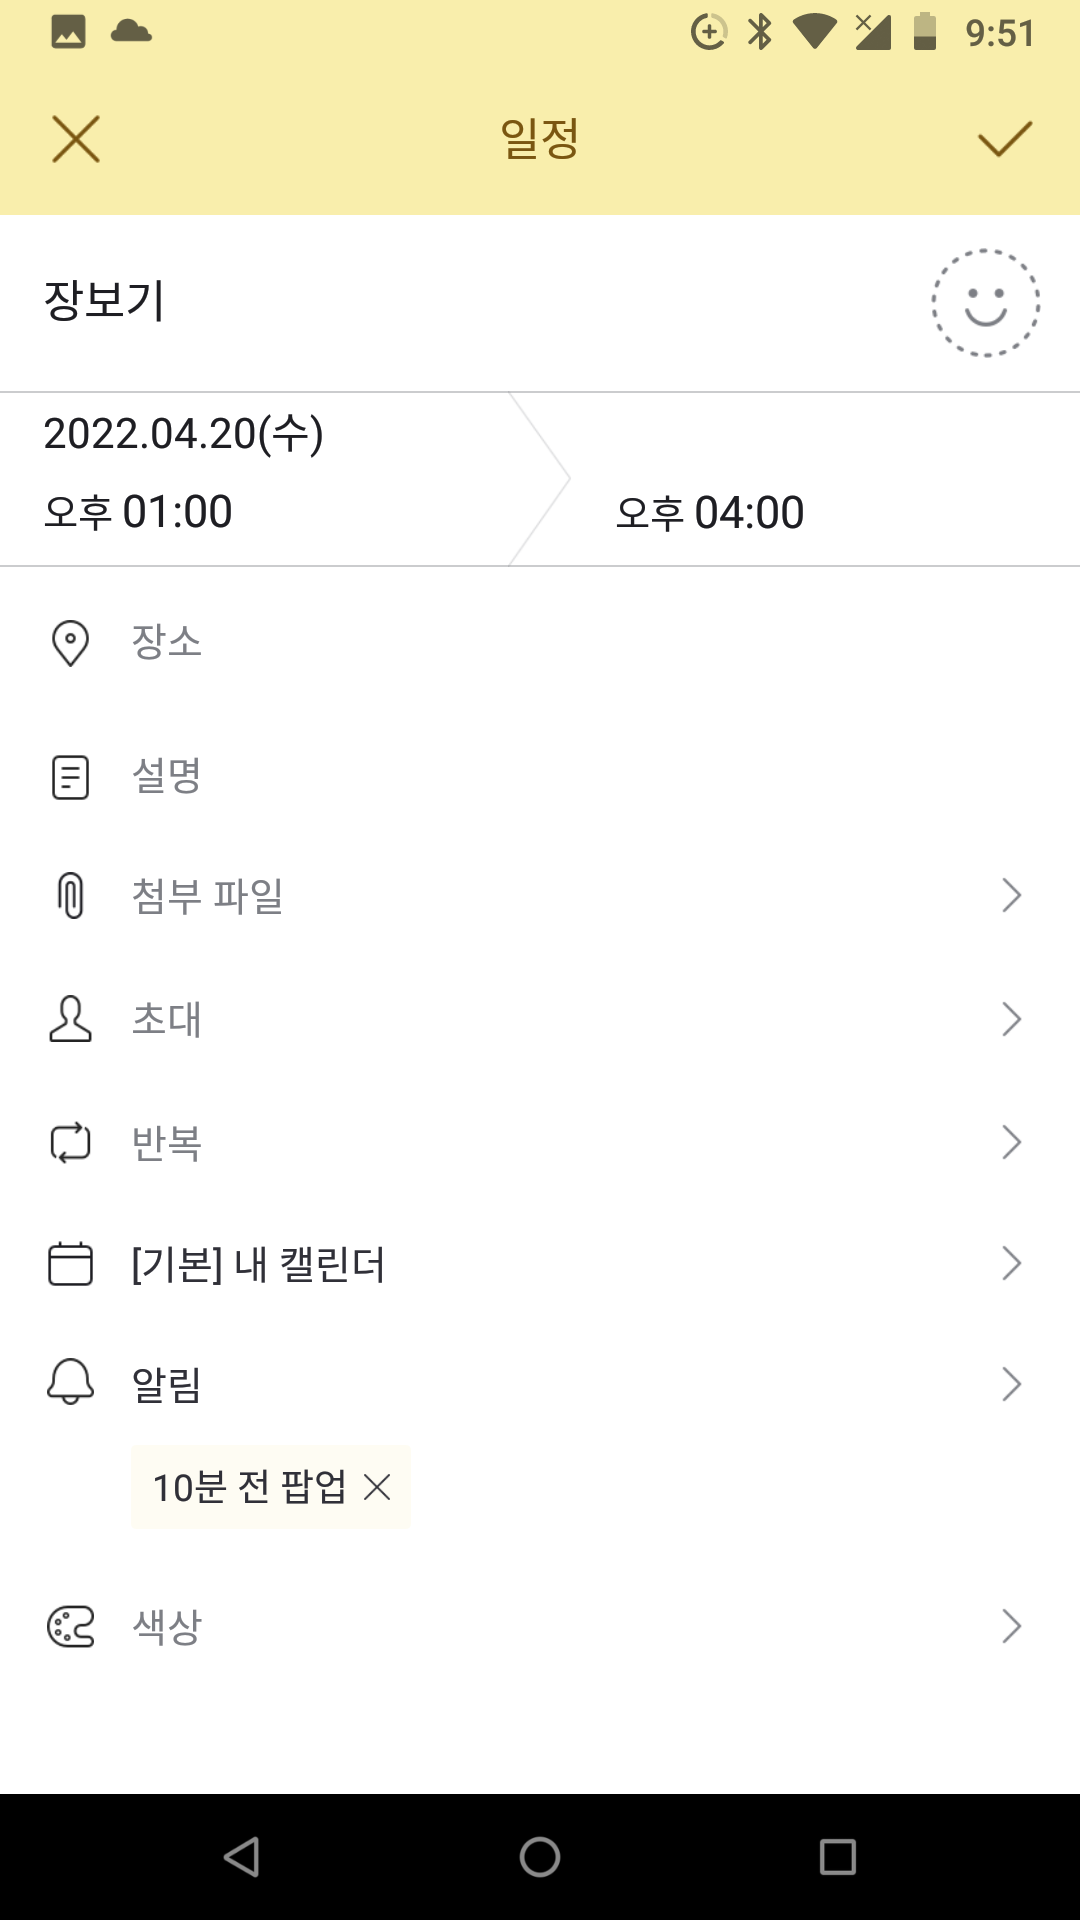 9:51
일정
장보기
2022.04.20(수)
오후 01:00
오후 04:00
장소
설명
첨부 파일
초대
반복
[기본] 내 캘린더
알림
10분 전 팝업
색상